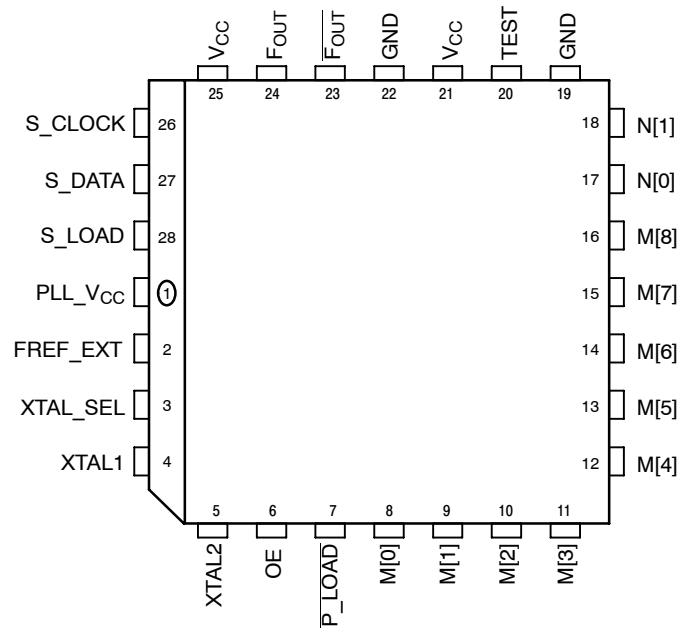 VCC FOUT FOUT GND VCC TEST GND
25 24 23 22 21 20 19
S_CLOCK 26 18 N[1]
S_DATA 27 17 N[0]
S_LOAD 28 16 M[8]
PLL_VCC 1 15 M[7]
FREF_EXT 2 14 M[6]
XTAL_SEL 3 13 M[5]
XTAL1 4 12 M[4]
5 6 7 8 9 10 11
XTAL2 OE P_LOAD M[0] M[1] M[2] M[3]